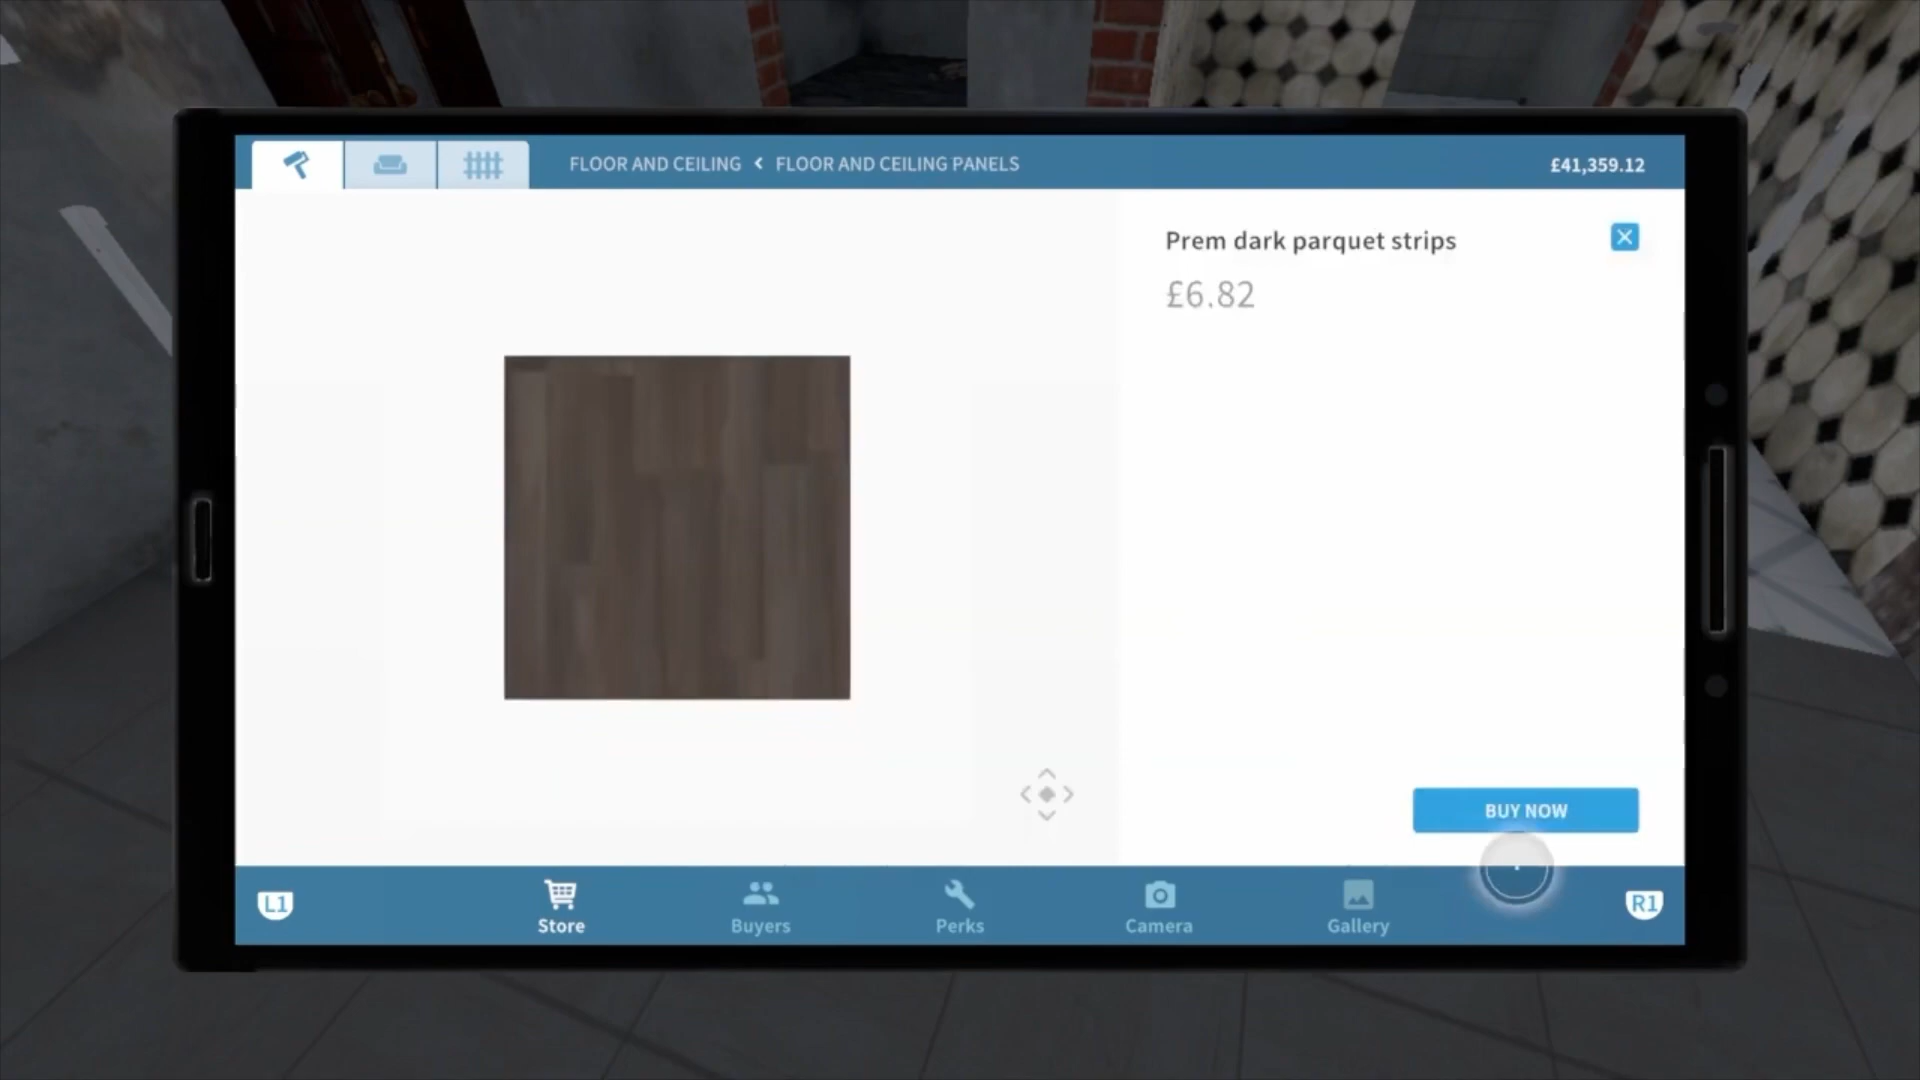 FLOOR AND CEILING < FLOOR AND CEILING PANELS
£41,359.12
Prem dark parquet strips
£6.82
BUY NOW
L1
Store
Buyers
Perks
Camera
Gallery
R1